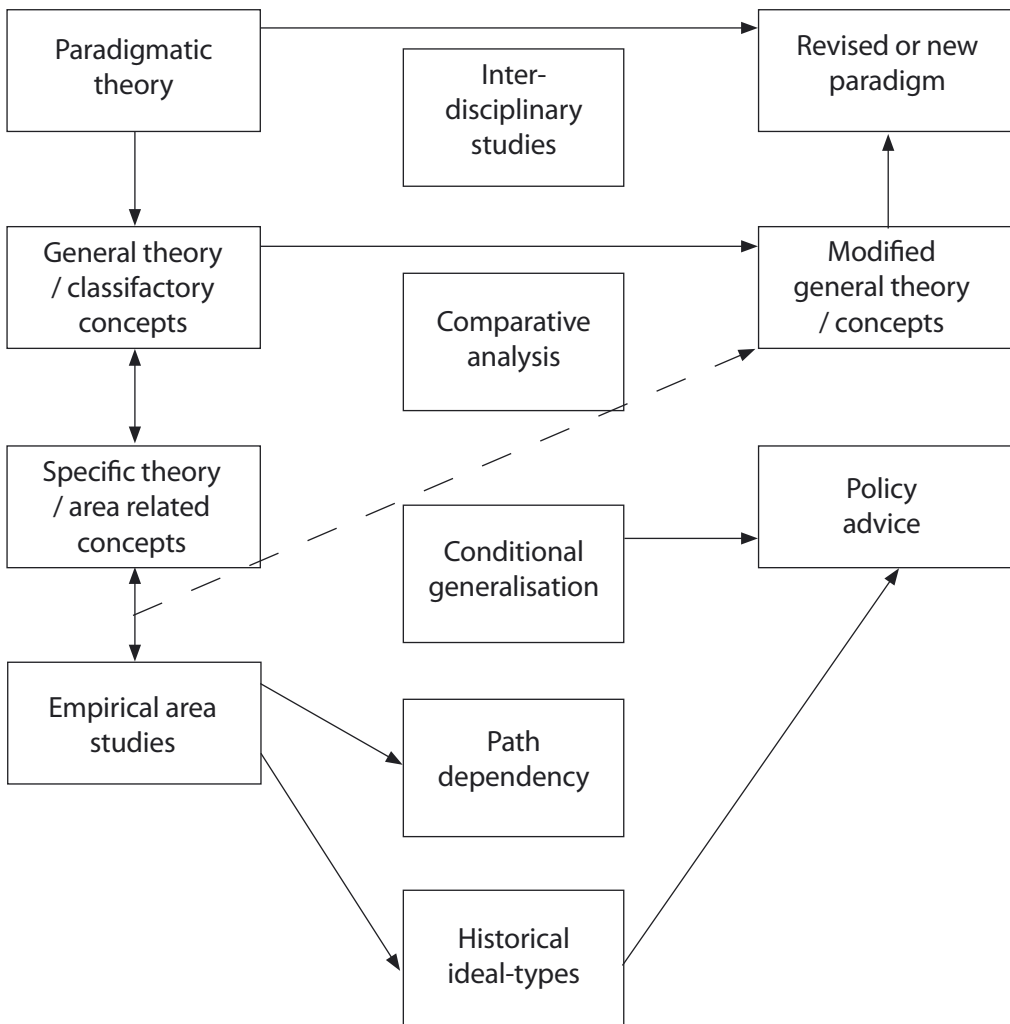 Paradigmatic
theory
Inter-
disciplinary
studies
Revised or new
paradigm
General theory
/ classifactory
concepts
Comparative
analysis
Modified
general theory
/ concepts
Specific theory
/ area related
concepts
Conditional
generalisation
Policy
advice
Empirical area
studies
Path
dependency
Historical
ideal-types